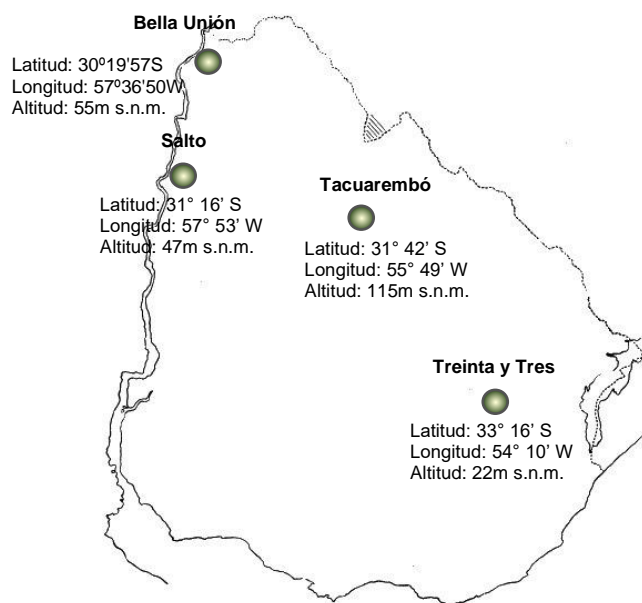 Bella Unión
Latitud: 30º19'57S
Longitud: 57º36'50W
Altitud: 55m s.n.m.
Salto
Latitud: 31° 16’ S
Longitud: 57° 53’ W
Altitud: 47m s.n.m.
Tacuarembó
Latitud: 31° 42’ S
Longitud: 55° 49’ W
Altitud: 115m s.n.m.
Treinta y Tres
Latitud: 33° 16’ S
Longitud: 54° 10’ W
Altitud: 22m s.n.m.